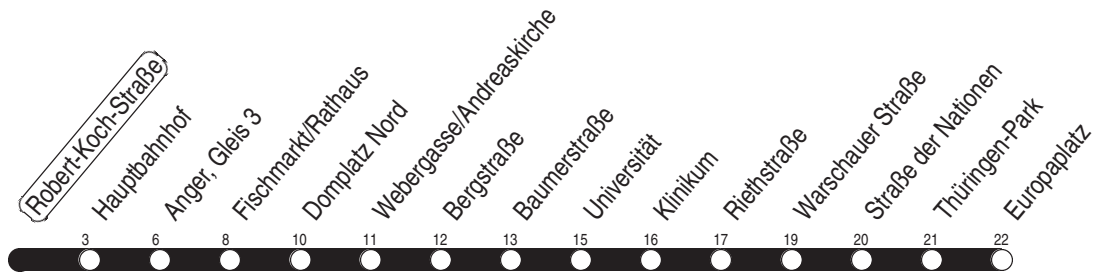 Robert-Koch-Straße
Hauptbahnhof
Anger, Gleis 3
Fischmarkt/Rathaus
Domplatz Nord
Webergasse/Andreaskirche
Bergstraße
Baumerstraße
Universität
Klinikum
Riethstraße
Warschauer Straße
Straße der Nationen
Thüringen-Park
Europaplatz
3 6 8 10 11 12 13 15 16 17 19 20 21 22